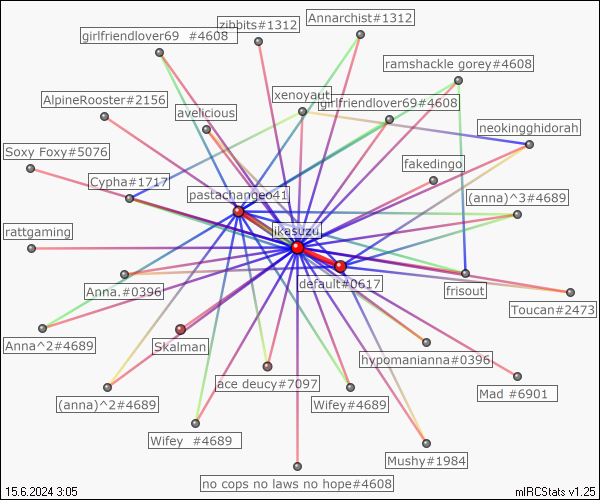 zibbits#1312
Annarchist#1312
girlfriendlover69  #4608
ramshackle gorey#4608
AlpineRooster#2156
xenoyaut
girlfriendlover69#4608
avelicious
neokingghidorah
Soxy Foxy#5076
fakedingo
Cypha#1717
pastachangeo41
(anna)^3#4689
rattgaming
ikasuzu
default#0617
Anna.#0396
frisout
Toucan#2473
Anna^2#4689
Skalman
hypomanianna#0396
ace deucy#7097
Mad #6901
(anna)^2#4689
Wifey#4689
Wifey  #4689
Mushy#1984
no cops no laws no hope#4608
15.6.2024 3:05
mIRCStats v1.25